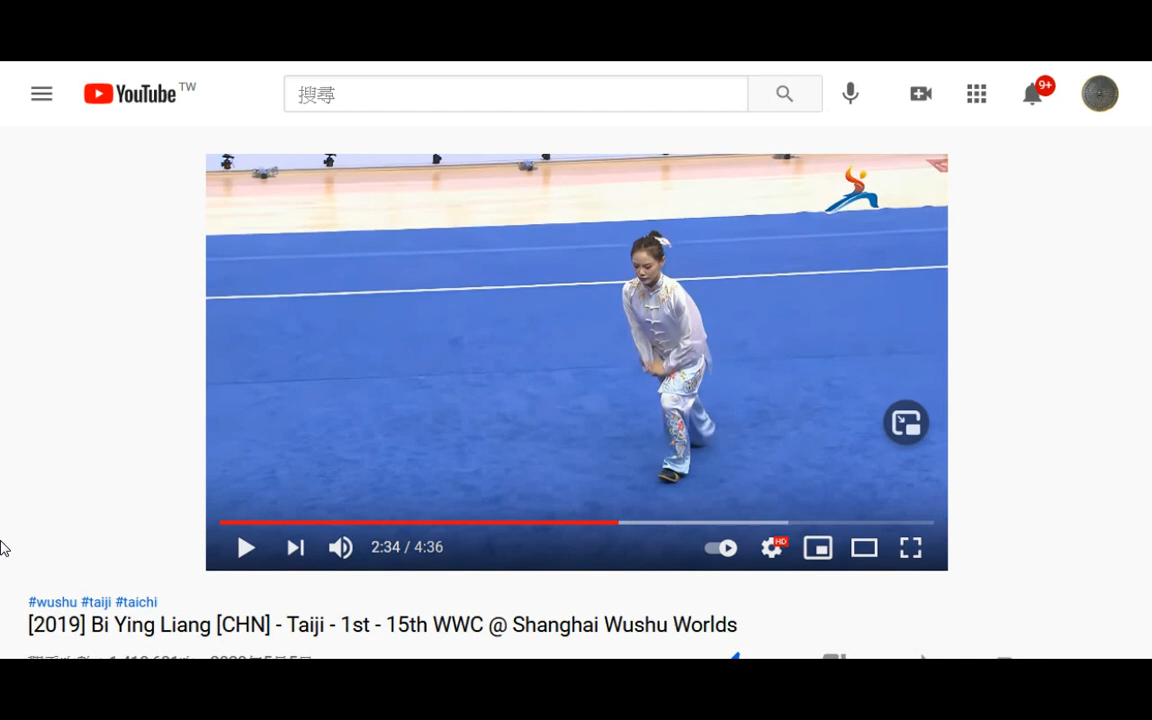 YouTube TW
搜尋
9+
HD
2:34 / 4:36
#wushu #taiji #taichi
[2019] Bi Ying Liang [CHN] - Taiji - 1st - 15th WWC @ Shanghai Wushu Worlds